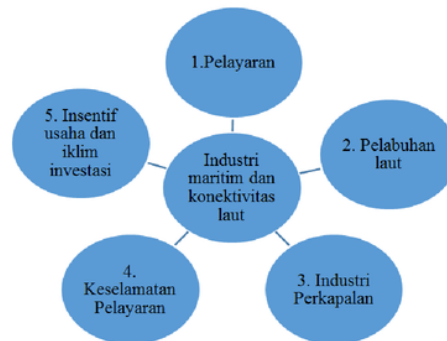 1.Pelayaran
2. Pelabuhan
laut
3. Industri
Perkapalan
4.
Keselamatan
Pelayaran
5. Insentif
usaha dan
iklim
investasi
Industri
maritim dan
konektivitas
laut